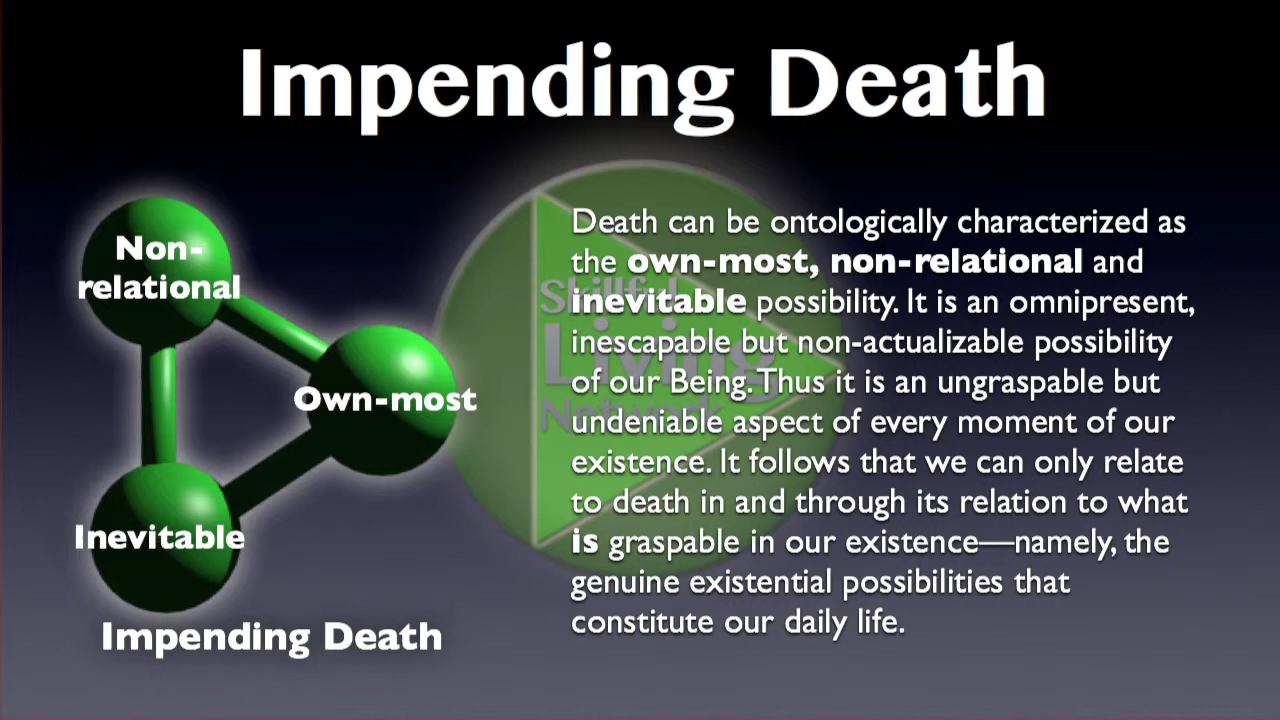 Impending Death
Non-
relational
Own-most
Inevitable
Impending Death
Skillful
Living
Network
Death can be ontologically characterized as
the own-most, non-relational and
inevitable possibility. It is an omnipresent,
inescapable but non-actualizable possibility
of our Being. Thus it is an ungraspable but
undeniable aspect of every moment of our
existence. It follows that we can only relate
to death in and through its relation to what
is graspable in our existence—namely, the
genuine existential possibilities that
constitute our daily life.